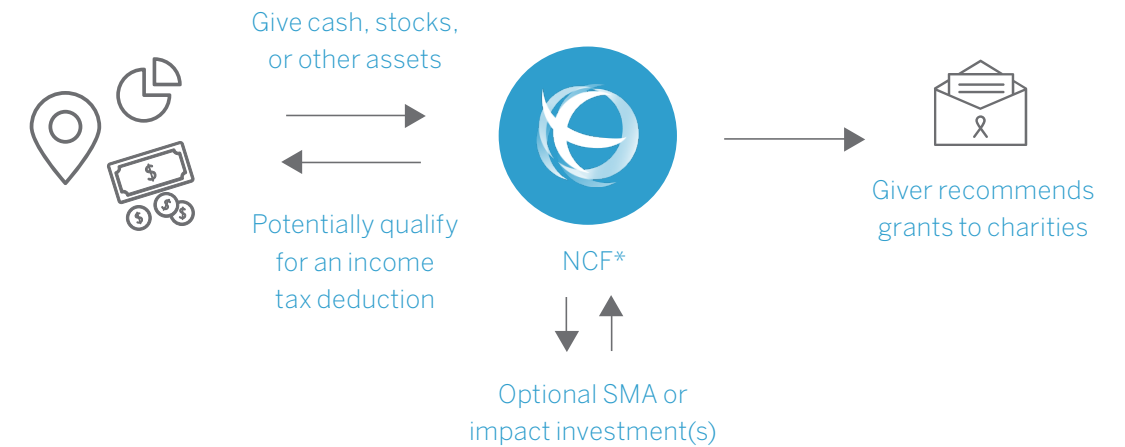 Give cash, stocks,
or other assets
$
$
$
$
Potentially qualify
for an income
tax deduction
NCF*
Optional SMA or
impact investment(s)
Giver recommends
grants to charities